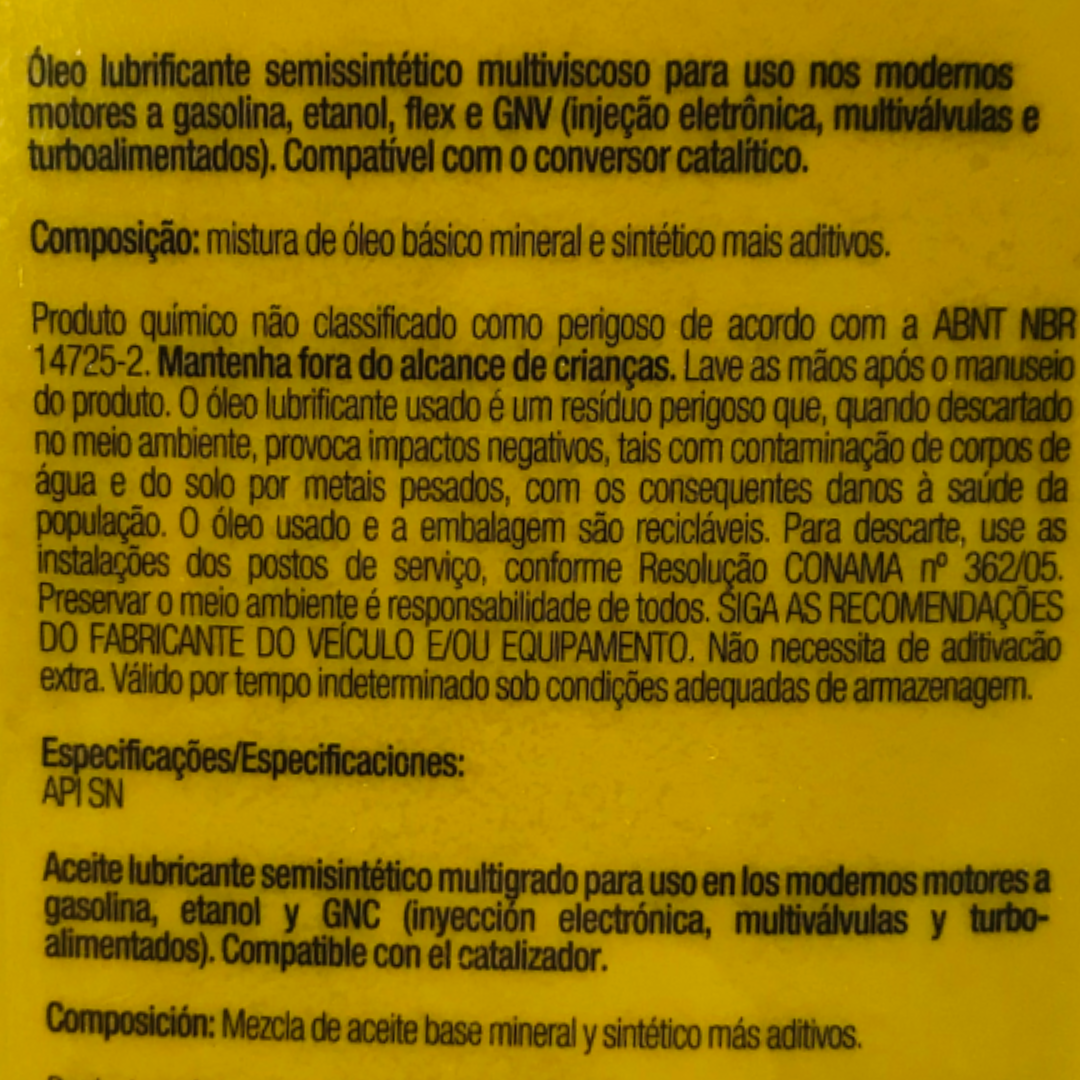 Óleo lubrificante semissintético multiviscoso para uso nos modernos
motores a gasolina, etanol, flex e GNV (injeção eletrônica, multiválvulas e
turboalimentados). Compatível com o conversor catalítico.
Composição: mistura de óleo básico mineral e sintético mais aditivos.
Produto químico não classificado como perigoso de acordo com a ABNT NBR
14725-2. Mantenha fora do alcance de crianças. Lave as mãos após o manuseio
do produto. O óleo lubrificante usado é um resíduo perigoso que, quando descartado
no meio ambiente, provoca impactos negativos, tais com contaminação de corpos de
água e do solo por metais pesados, com os consequentes danos à saúde da
população. O óleo usado e a embalagem são recicláveis. Para descarte, use as
instalações dos postos de serviço, conforme Resolução CONAMA nº 362/05.
Preservar o meio ambiente é responsabilidade de todos. SIGA AS RECOMENDAÇÕES
DO FABRICANTE DO VEÍCULO E/OU EQUIPAMENTO. Não necessita de aditivacão
extra. Válido por tempo indeterminado sob condições adequadas de armazenagem.
Especificações/Especificaciones:
API SN
Aceite lubricante semisintético multigrado para uso en los modernos motores a
gasolina, etanol y GNC (inyección electrónica, multiválvulas y turbo-
alimentados). Compatible con el catalizador.
Composición: Mezcla de aceite base mineral y sintético más aditivos.